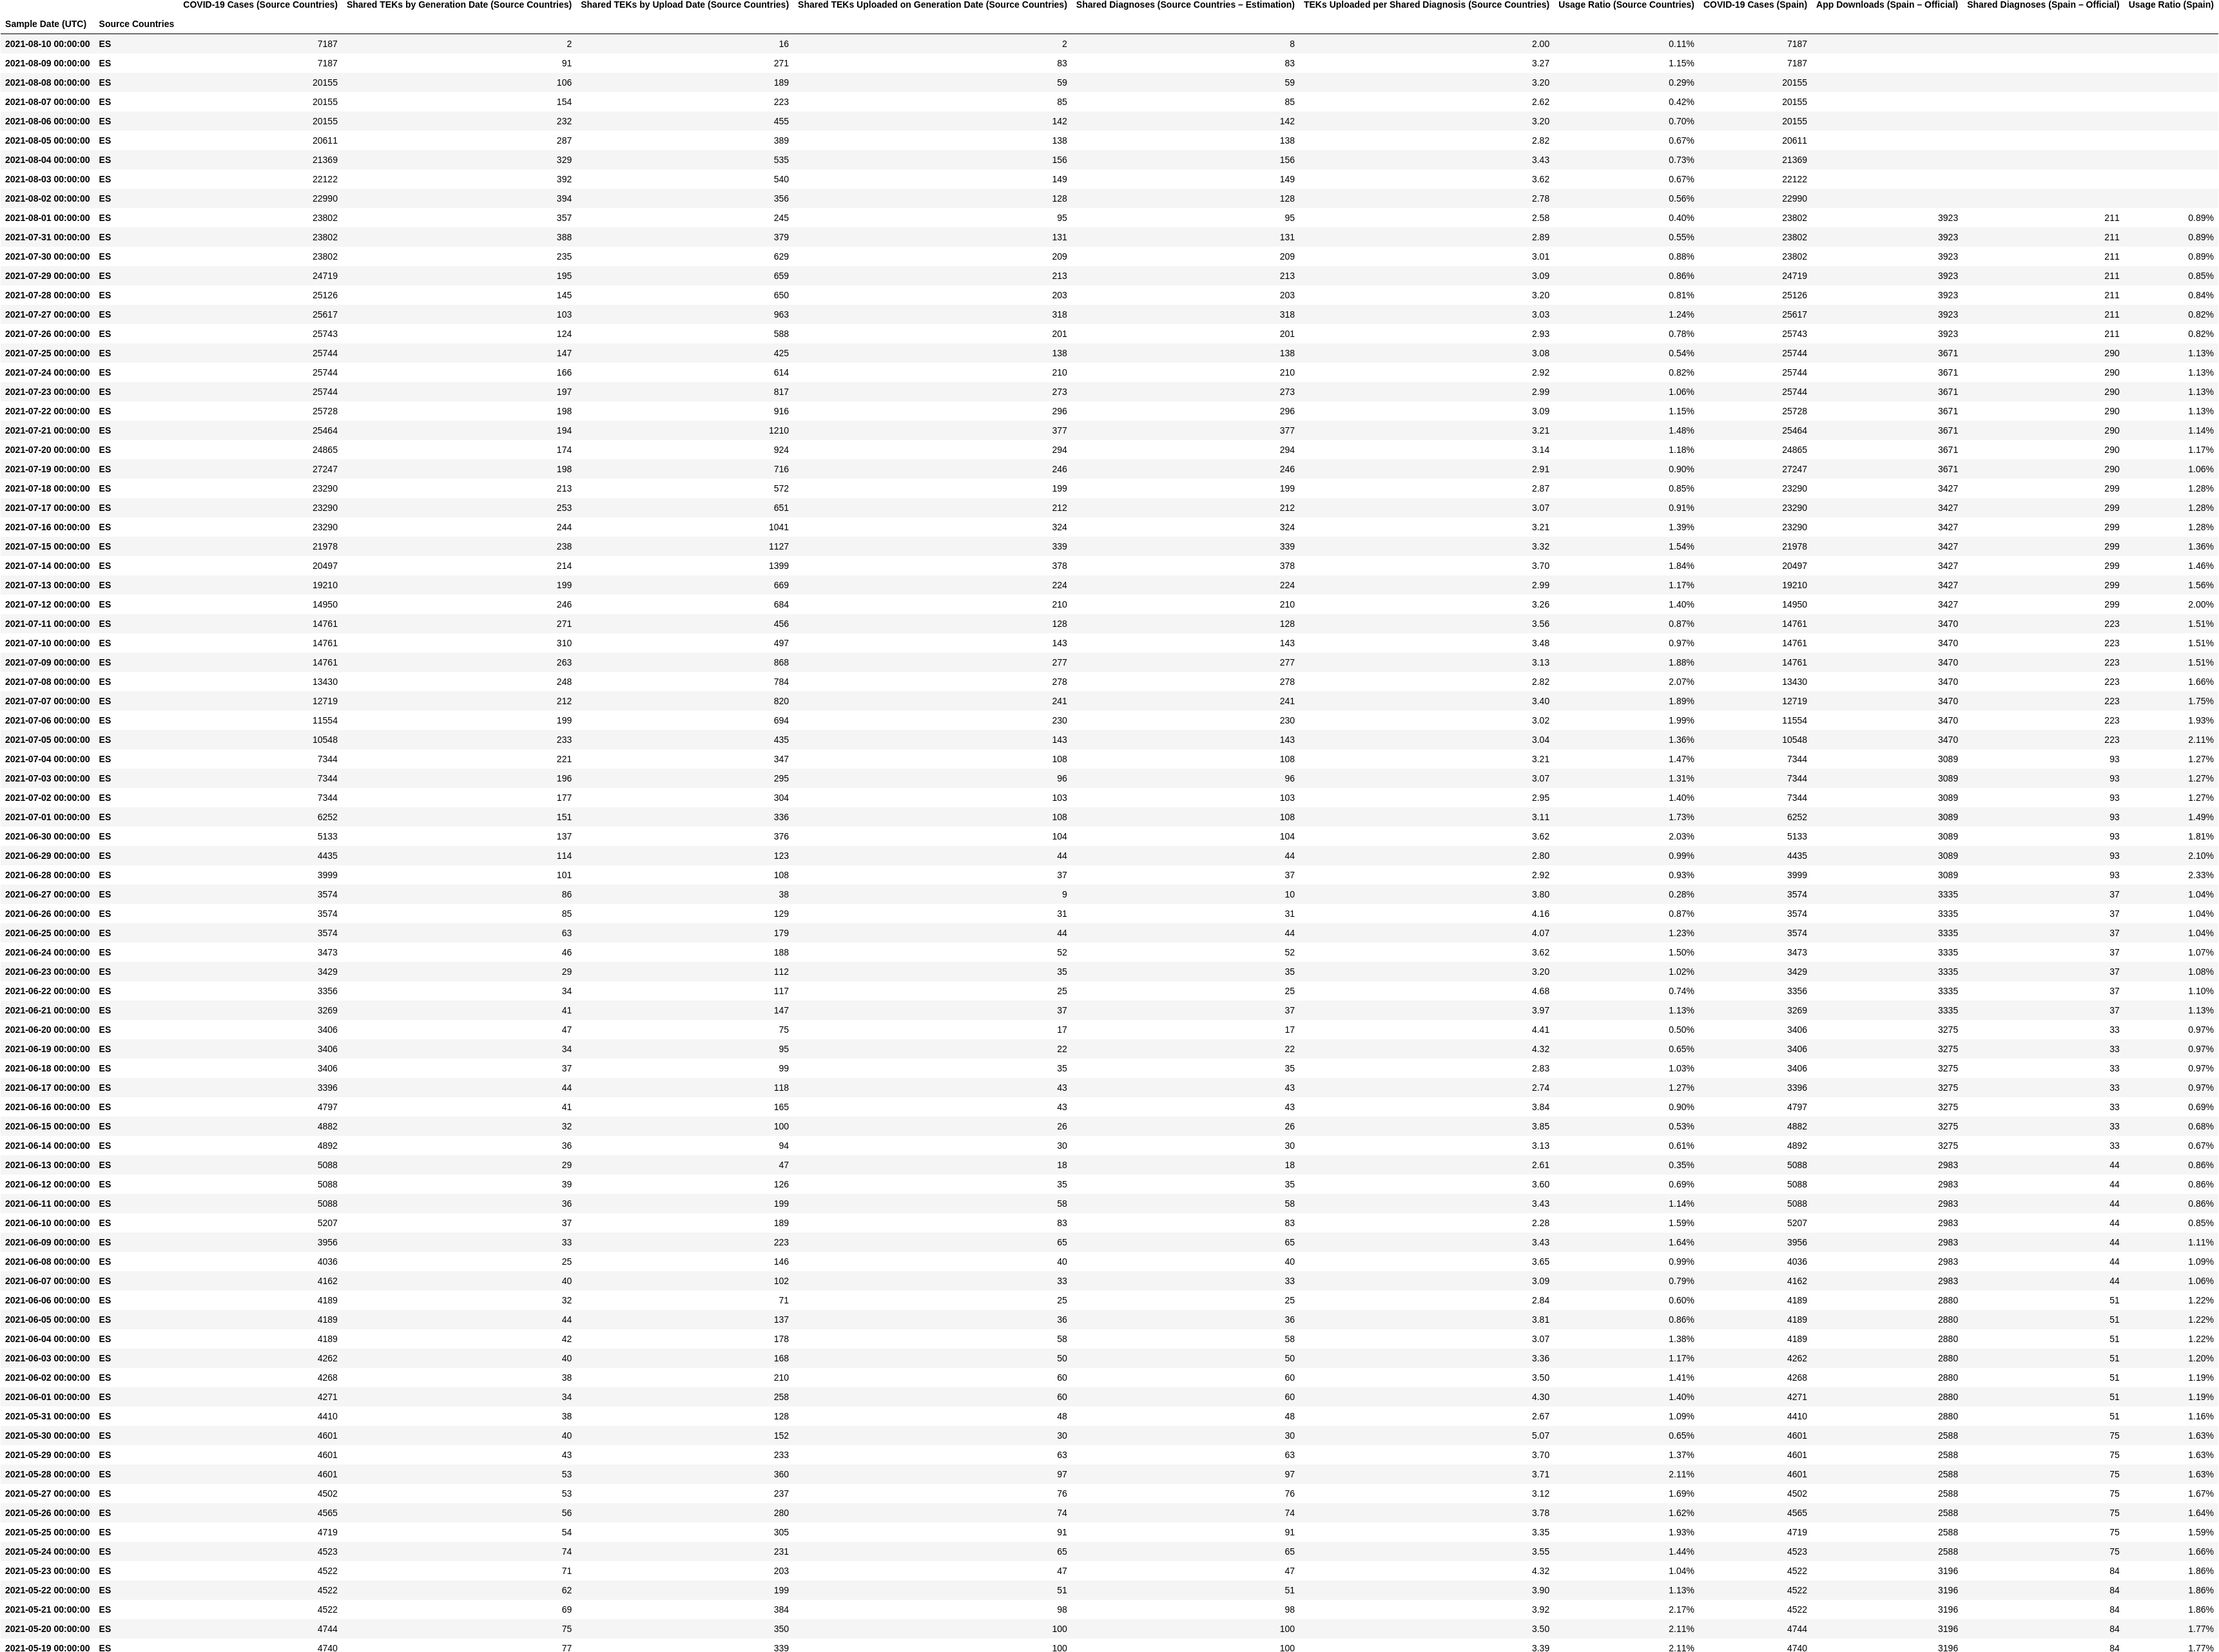 COVID-19 Cases (Source Countries) Shared TEKs by Generation Date (Source Countries) Shared TEKs by Upload Date (Source Countries) Shared TEKs Uploaded on Generation Date (Source Countries) Shared Diagnoses (Source Countries – Estimation) TEKs Uploaded per Shared Diagnosis (Source Countries) Usage Ratio (Source Countries) COVID-19 Cases (Spain) App Downloads (Spain – Official) Shared Diagnoses (Spain – Official) Usage Ratio (Spain)
Sample Date (UTC) Source Countries
2021-08-10 00:00:00 ES 7187 2 16 2 8 2.00 0.11% 7187
2021-08-09 00:00:00 ES 7187 91 271 83 83 3.27 1.15% 7187
2021-08-08 00:00:00 ES 20155 106 189 59 59 3.20 0.29% 20155
2021-08-07 00:00:00 ES 20155 154 223 85 85 2.62 0.42% 20155
2021-08-06 00:00:00 ES 20155 232 455 142 142 3.20 0.70% 20155
2021-08-05 00:00:00 ES 20611 287 389 138 138 2.82 0.67% 20611
2021-08-04 00:00:00 ES 21369 329 535 156 156 3.43 0.73% 21369
2021-08-03 00:00:00 ES 22122 392 540 149 149 3.62 0.67% 22122
2021-08-02 00:00:00 ES 22990 394 356 128 128 2.78 0.56% 22990
2021-08-01 00:00:00 ES 23802 357 245 95 95 2.58 0.40% 23802 3923 211 0.89%
2021-07-31 00:00:00 ES 23802 388 379 131 131 2.89 0.55% 23802 3923 211 0.89%
2021-07-30 00:00:00 ES 23802 235 629 209 209 3.01 0.88% 23802 3923 211 0.89%
2021-07-29 00:00:00 ES 24719 195 659 213 213 3.09 0.86% 24719 3923 211 0.85%
2021-07-28 00:00:00 ES 25126 145 650 203 203 3.20 0.81% 25126 3923 211 0.84%
2021-07-27 00:00:00 ES 25617 103 963 318 318 3.03 1.24% 25617 3923 211 0.82%
2021-07-26 00:00:00 ES 25743 124 588 201 201 2.93 0.78% 25743 3923 211 0.82%
2021-07-25 00:00:00 ES 25744 147 425 138 138 3.08 0.54% 25744 3671 290 1.13%
2021-07-24 00:00:00 ES 25744 166 614 210 210 2.92 0.82% 25744 3671 290 1.13%
2021-07-23 00:00:00 ES 25744 197 817 273 273 2.99 1.06% 25744 3671 290 1.13%
2021-07-22 00:00:00 ES 25728 198 916 296 296 3.09 1.15% 25728 3671 290 1.13%
2021-07-21 00:00:00 ES 25464 194 1210 377 377 3.21 1.48% 25464 3671 290 1.14%
2021-07-20 00:00:00 ES 24865 174 924 294 294 3.14 1.18% 24865 3671 290 1.17%
2021-07-19 00:00:00 ES 27247 198 716 246 246 2.91 0.90% 27247 3671 290 1.06%
2021-07-18 00:00:00 ES 23290 213 572 199 199 2.87 0.85% 23290 3427 299 1.28%
2021-07-17 00:00:00 ES 23290 253 651 212 212 3.07 0.91% 23290 3427 299 1.28%
2021-07-16 00:00:00 ES 23290 244 1041 324 324 3.21 1.39% 23290 3427 299 1.28%
2021-07-15 00:00:00 ES 21978 238 1127 339 339 3.32 1.54% 21978 3427 299 1.36%
2021-07-14 00:00:00 ES 20497 214 1399 378 378 3.70 1.84% 20497 3427 299 1.46%
2021-07-13 00:00:00 ES 19210 199 669 224 224 2.99 1.17% 19210 3427 299 1.56%
2021-07-12 00:00:00 ES 14950 246 684 210 210 3.26 1.40% 14950 3427 299 2.00%
2021-07-11 00:00:00 ES 14761 271 456 128 128 3.56 0.87% 14761 3470 223 1.51%
2021-07-10 00:00:00 ES 14761 310 497 143 143 3.48 0.97% 14761 3470 223 1.51%
2021-07-09 00:00:00 ES 14761 263 868 277 277 3.13 1.88% 14761 3470 223 1.51%
2021-07-08 00:00:00 ES 13430 248 784 278 278 2.82 2.07% 13430 3470 223 1.66%
2021-07-07 00:00:00 ES 12719 212 820 241 241 3.40 1.89% 12719 3470 223 1.75%
2021-07-06 00:00:00 ES 11554 199 694 230 230 3.02 1.99% 11554 3470 223 1.93%
2021-07-05 00:00:00 ES 10548 233 435 143 143 3.04 1.36% 10548 3470 223 2.11%
2021-07-04 00:00:00 ES 7344 221 347 108 108 3.21 1.47% 7344 3089 93 1.27%
2021-07-03 00:00:00 ES 7344 196 295 96 96 3.07 1.31% 7344 3089 93 1.27%
2021-07-02 00:00:00 ES 7344 177 304 103 103 2.95 1.40% 7344 3089 93 1.27%
2021-07-01 00:00:00 ES 6252 151 336 108 108 3.11 1.73% 6252 3089 93 1.49%
2021-06-30 00:00:00 ES 5133 137 376 104 104 3.62 2.03% 5133 3089 93 1.81%
2021-06-29 00:00:00 ES 4435 114 123 44 44 2.80 0.99% 4435 3089 93 2.10%
2021-06-28 00:00:00 ES 3999 101 108 37 37 2.92 0.93% 3999 3089 93 2.33%
2021-06-27 00:00:00 ES 3574 86 38 9 10 3.80 0.28% 3574 3335 37 1.04%
2021-06-26 00:00:00 ES 3574 85 129 31 31 4.16 0.87% 3574 3335 37 1.04%
2021-06-25 00:00:00 ES 3574 63 179 44 44 4.07 1.23% 3574 3335 37 1.04%
2021-06-24 00:00:00 ES 3473 46 188 52 52 3.62 1.50% 3473 3335 37 1.07%
2021-06-23 00:00:00 ES 3429 29 112 35 35 3.20 1.02% 3429 3335 37 1.08%
2021-06-22 00:00:00 ES 3356 34 117 25 25 4.68 0.74% 3356 3335 37 1.10%
2021-06-21 00:00:00 ES 3269 41 147 37 37 3.97 1.13% 3269 3335 37 1.13%
2021-06-20 00:00:00 ES 3406 47 75 17 17 4.41 0.50% 3406 3275 33 0.97%
2021-06-19 00:00:00 ES 3406 34 95 22 22 4.32 0.65% 3406 3275 33 0.97%
2021-06-18 00:00:00 ES 3406 37 99 35 35 2.83 1.03% 3406 3275 33 0.97%
2021-06-17 00:00:00 ES 3396 44 118 43 43 2.74 1.27% 3396 3275 33 0.97%
2021-06-16 00:00:00 ES 4797 41 165 43 43 3.84 0.90% 4797 3275 33 0.69%
2021-06-15 00:00:00 ES 4882 32 100 26 26 3.85 0.53% 4882 3275 33 0.68%
2021-06-14 00:00:00 ES 4892 36 94 30 30 3.13 0.61% 4892 3275 33 0.67%
2021-06-13 00:00:00 ES 5088 29 47 18 18 2.61 0.35% 5088 2983 44 0.86%
2021-06-12 00:00:00 ES 5088 39 126 35 35 3.60 0.69% 5088 2983 44 0.86%
2021-06-11 00:00:00 ES 5088 36 199 58 58 3.43 1.14% 5088 2983 44 0.86%
2021-06-10 00:00:00 ES 5207 37 189 83 83 2.28 1.59% 5207 2983 44 0.85%
2021-06-09 00:00:00 ES 3956 33 223 65 65 3.43 1.64% 3956 2983 44 1.11%
2021-06-08 00:00:00 ES 4036 25 146 40 40 3.65 0.99% 4036 2983 44 1.09%
2021-06-07 00:00:00 ES 4162 40 102 33 33 3.09 0.79% 4162 2983 44 1.06%
2021-06-06 00:00:00 ES 4189 32 71 25 25 2.84 0.60% 4189 2880 51 1.22%
2021-06-05 00:00:00 ES 4189 44 137 36 36 3.81 0.86% 4189 2880 51 1.22%
2021-06-04 00:00:00 ES 4189 42 178 58 58 3.07 1.38% 4189 2880 51 1.22%
2021-06-03 00:00:00 ES 4262 40 168 50 50 3.36 1.17% 4262 2880 51 1.20%
2021-06-02 00:00:00 ES 4268 38 210 60 60 3.50 1.41% 4268 2880 51 1.19%
2021-06-01 00:00:00 ES 4271 34 258 60 60 4.30 1.40% 4271 2880 51 1.19%
2021-05-31 00:00:00 ES 4410 38 128 48 48 2.67 1.09% 4410 2880 51 1.16%
2021-05-30 00:00:00 ES 4601 40 152 30 30 5.07 0.65% 4601 2588 75 1.63%
2021-05-29 00:00:00 ES 4601 43 233 63 63 3.70 1.37% 4601 2588 75 1.63%
2021-05-28 00:00:00 ES 4601 53 360 97 97 3.71 2.11% 4601 2588 75 1.63%
2021-05-27 00:00:00 ES 4502 53 237 76 76 3.12 1.69% 4502 2588 75 1.67%
2021-05-26 00:00:00 ES 4565 56 280 74 74 3.78 1.62% 4565 2588 75 1.64%
2021-05-25 00:00:00 ES 4719 54 305 91 91 3.35 1.93% 4719 2588 75 1.59%
2021-05-24 00:00:00 ES 4523 74 231 65 65 3.55 1.44% 4523 2588 75 1.66%
2021-05-23 00:00:00 ES 4522 71 203 47 47 4.32 1.04% 4522 3196 84 1.86%
2021-05-22 00:00:00 ES 4522 62 199 51 51 3.90 1.13% 4522 3196 84 1.86%
2021-05-21 00:00:00 ES 4522 69 384 98 98 3.92 2.17% 4522 3196 84 1.86%
2021-05-20 00:00:00 ES 4744 75 350 100 100 3.50 2.11% 4744 3196 84 1.77%
2021-05-19 00:00:00 ES 4740 77 339 100 100 3.39 2.11% 4740 3196 84 1.77%